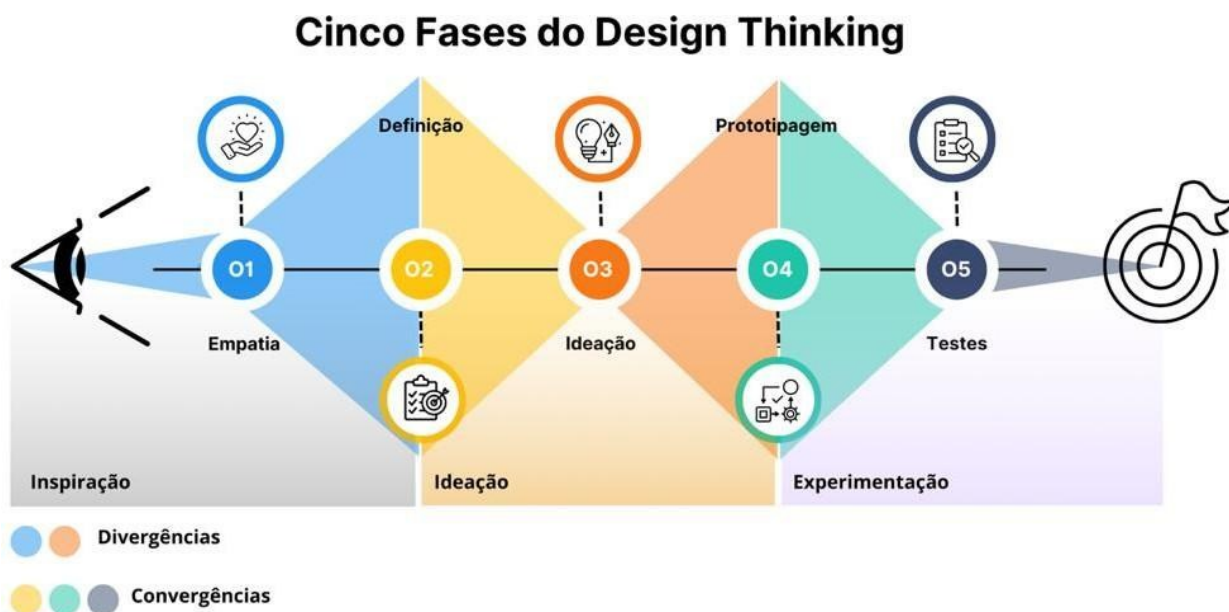 Cinco Fases do Design Thinking
Definição
Prototipagem
01
02
03
04
05
Empatia
Ideação
Testes
Inspiração
Ideação
Experimentação
Divergências
Convergências